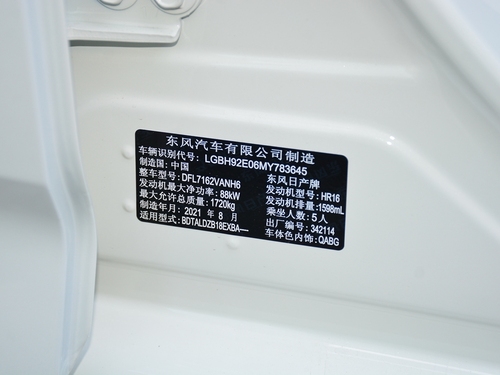 东风汽车有限公司制造
车辆识别代号: LGBH92E06MY783645
制造国: 中国 东风日产牌
整车型号: DFL7162VANH6 发动机型号: HR16
发动机最大净功率: 88kW 发动机排量: 1598mL
最大允许总质量: 1720kg 乘坐人数: 5人
制造年月: 2021 年 8 月 出厂编号: 342114
适用型式: BDTALDZB18EXBA— 车体色内饰: QABG